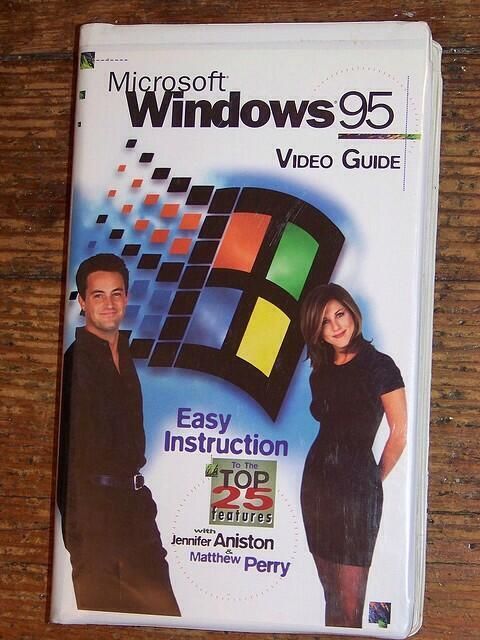 Microsoft
Windows 95
VIDEO GUIDE
Easy
Instruction
To The
TOP
25
features
with
Jennifer Aniston
&
Matthew Perry